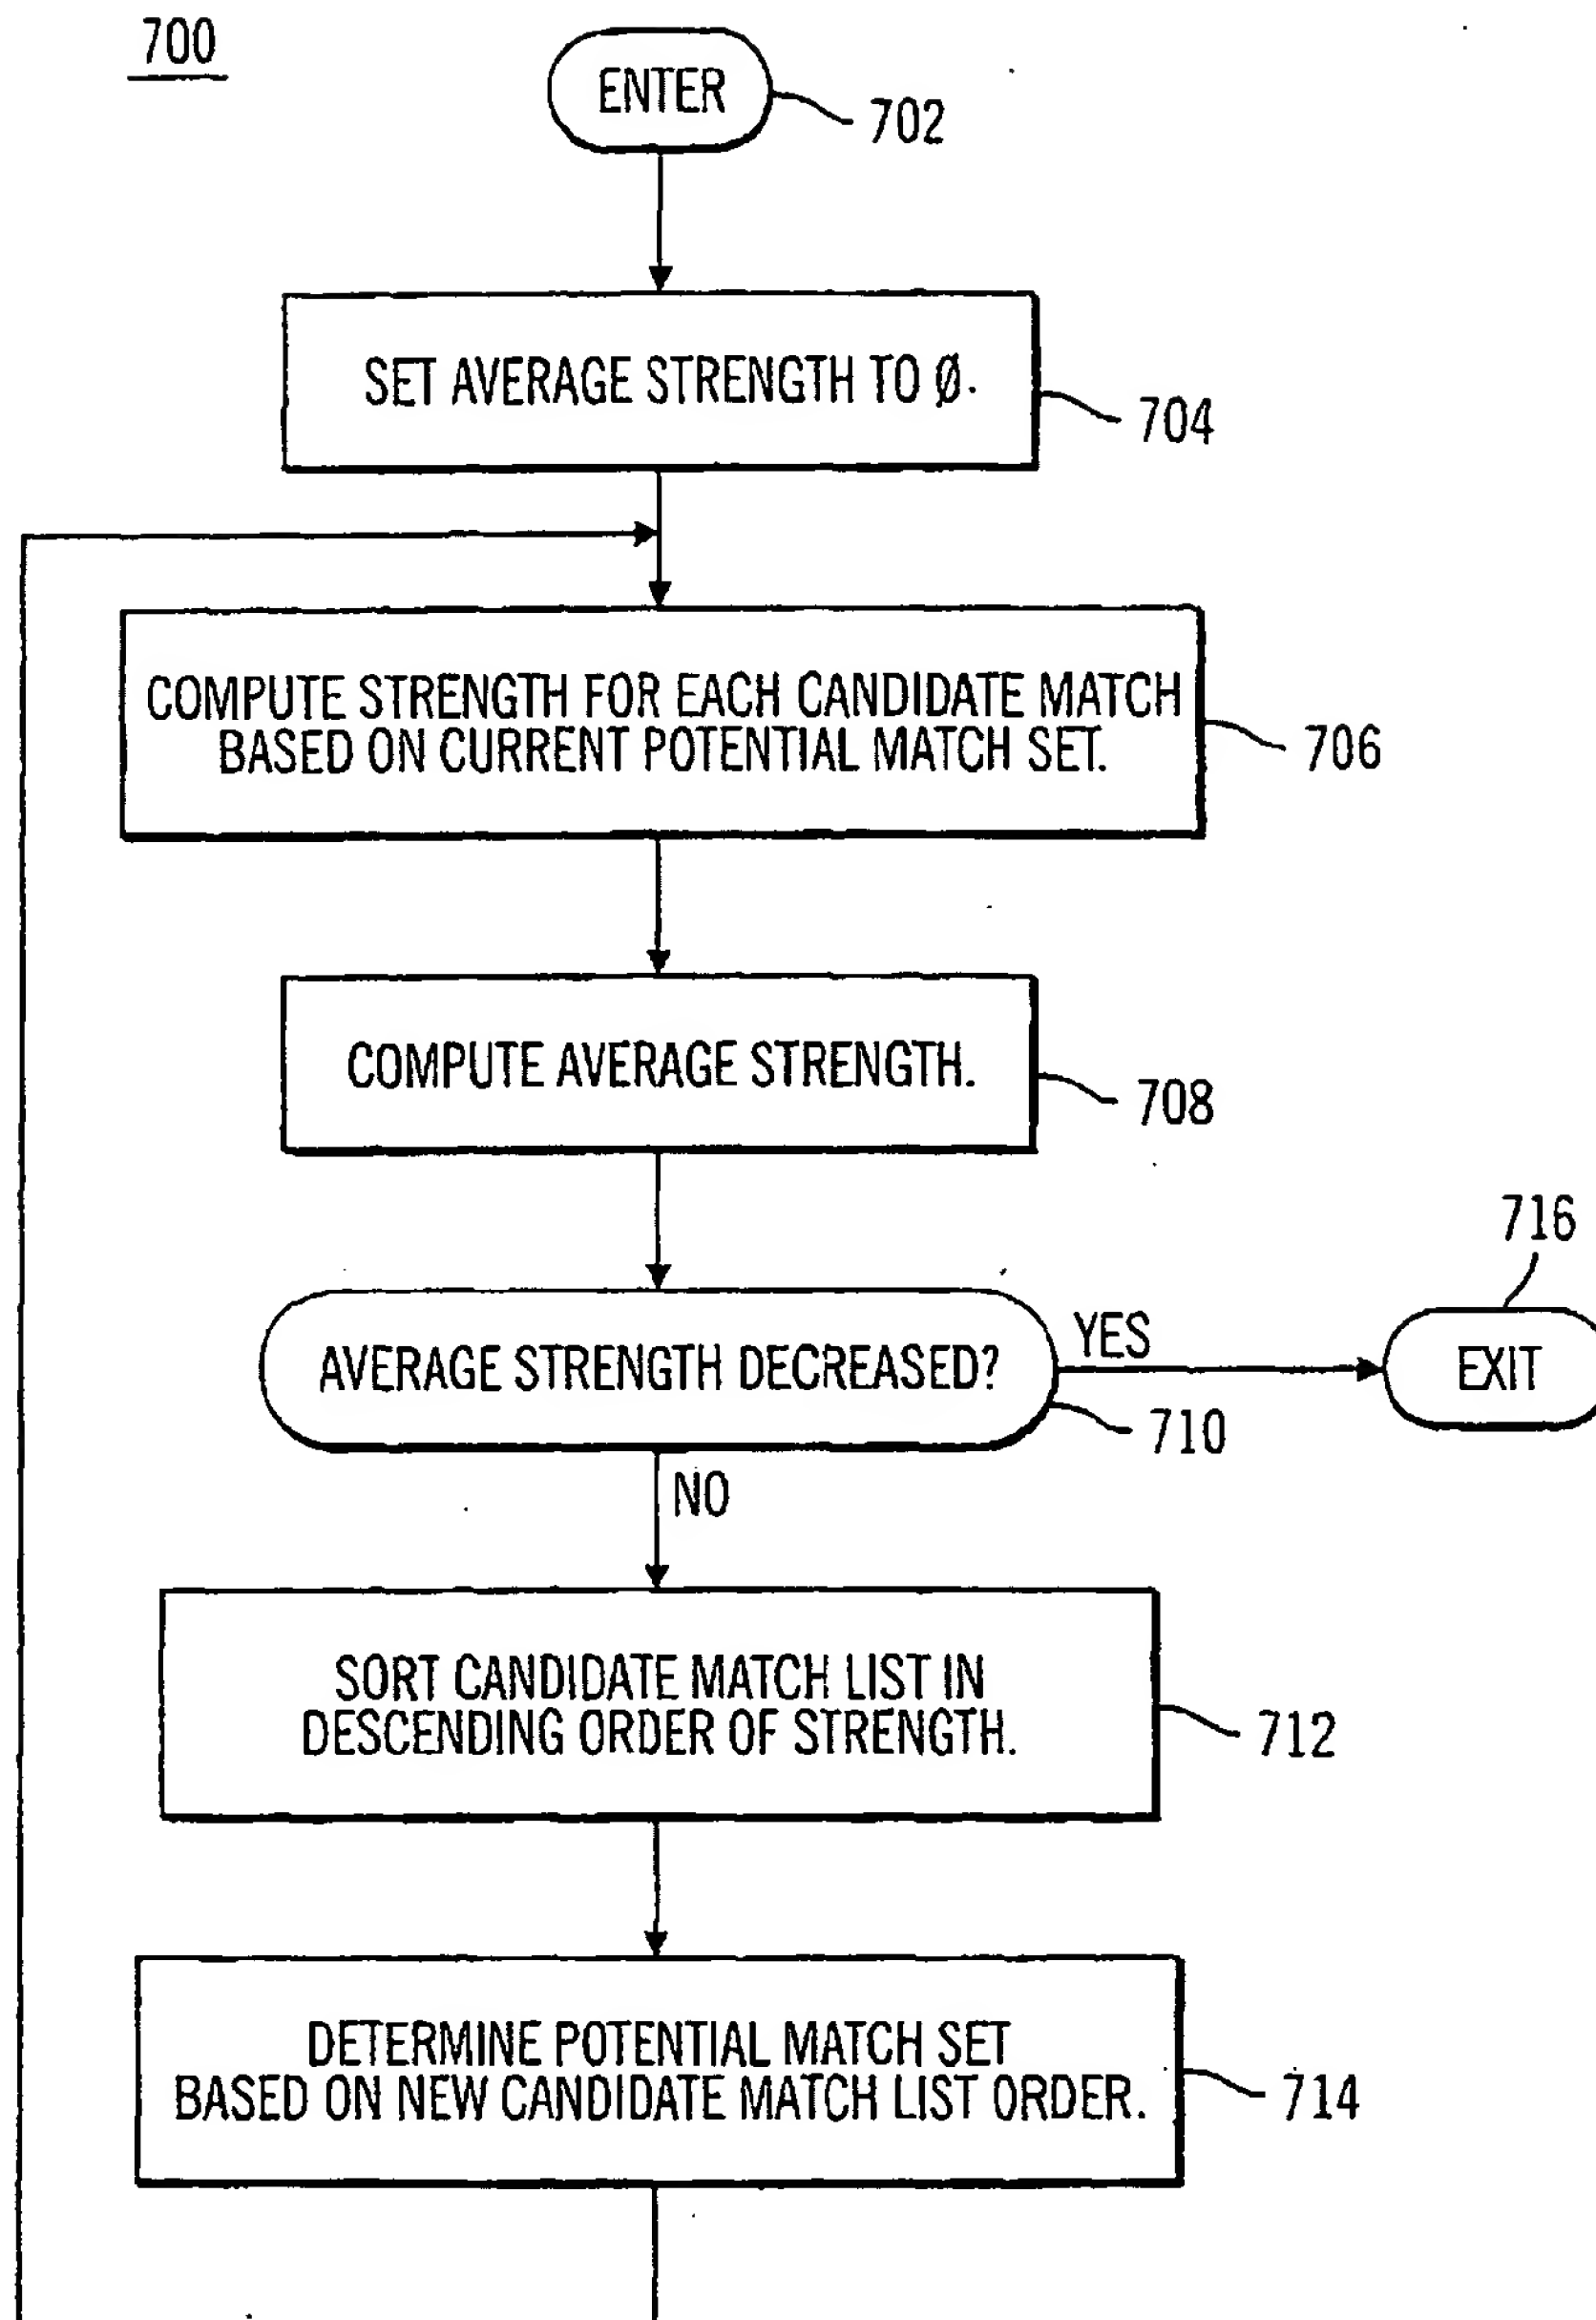 700
ENTER
702
SET AVERAGE STRENGTH TO Ø.
704
COMPUTE STRENGTH FOR EACH CANDIDATE MATCH
BASED ON CURRENT POTENTIAL MATCH SET.
706
COMPUTE AVERAGE STRENGTH.
708
716
AVERAGE STRENGTH DECREASED?
YES
EXIT
710
NO
SORT CANDIDATE MATCH LIST IN
DESCENDING ORDER OF STRENGTH.
712
DETERMINE POTENTIAL MATCH SET
BASED ON NEW CANDIDATE MATCH LIST ORDER.
714